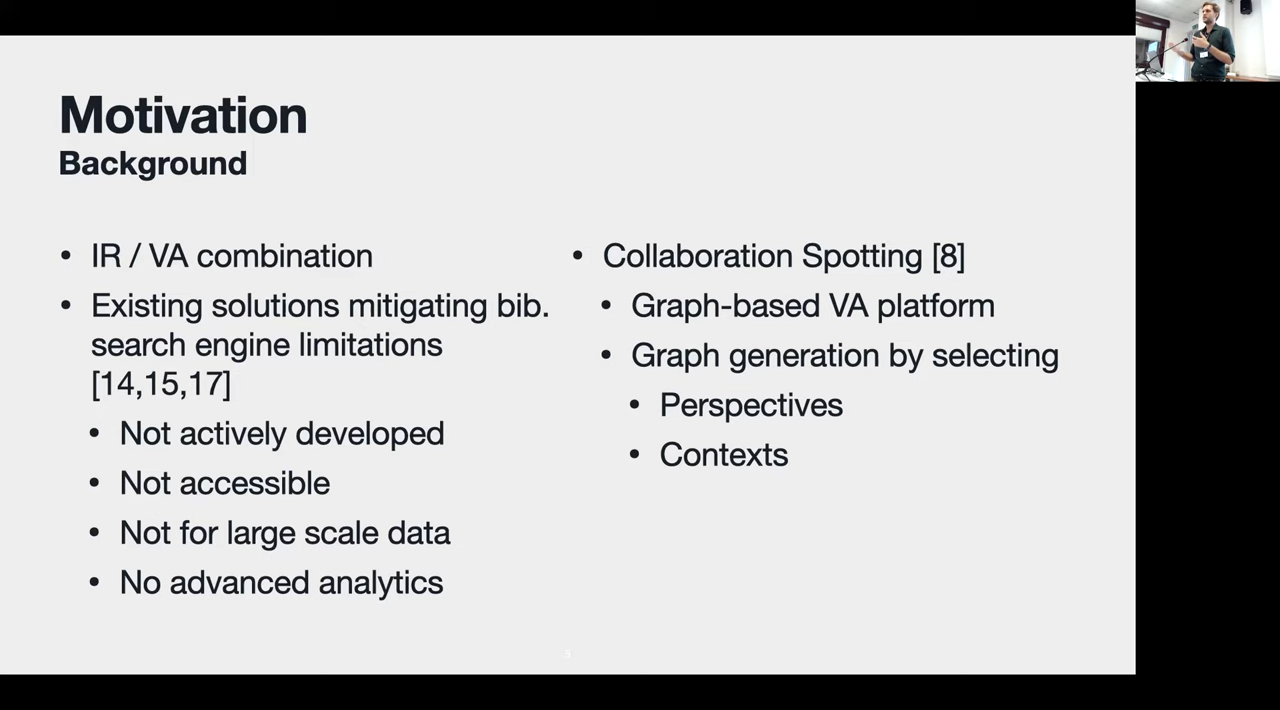 Motivation
Background
• IR / VA combination
• Existing solutions mitigating bib.
search engine limitations
[14,15,17]
• Not actively developed
• Not accessible
• Not for large scale data
• No advanced analytics
• Collaboration Spotting [8]
• Graph-based VA platform
• Graph generation by selecting
• Perspectives
• Contexts
5